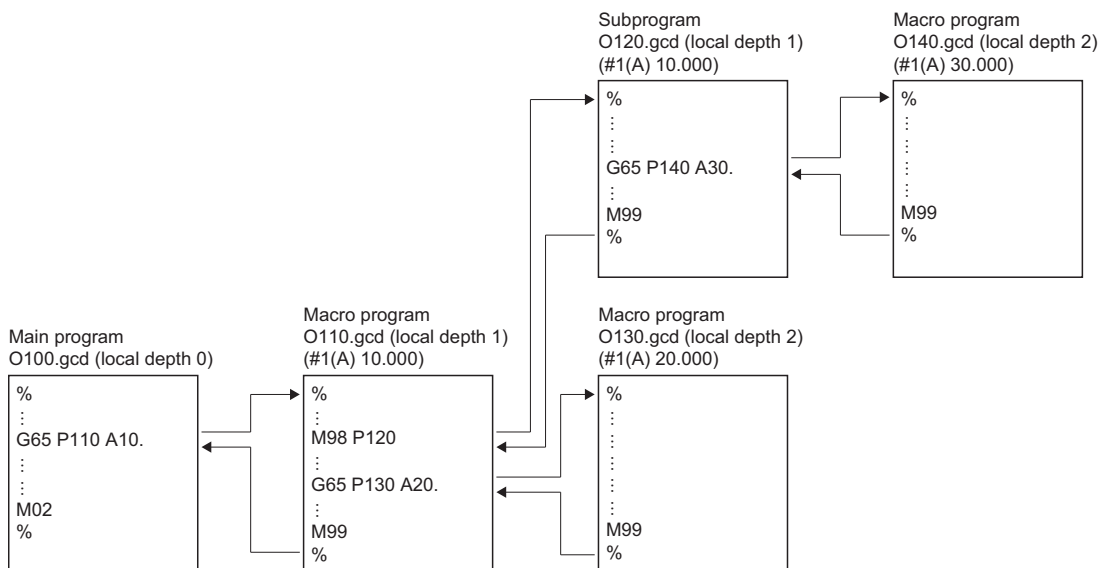 Subprogram
O120.gcd (local depth 1)
(#1(A) 10.000)
%
⋮
⋮
G65 P140 A30.
⋮
M99
%
Macro program
O140.gcd (local depth 2)
(#1(A) 30.000)
%
⋮
⋮
⋮
⋮
M99
%
Main program
O100.gcd (local depth 0)
%
⋮
G65 P110 A10.
⋮
⋮
M02
%
Macro program
O110.gcd (local depth 1)
(#1(A) 10.000)
%
⋮
M98 P120
⋮
G65 P130 A20.
⋮
M99
%
Macro program
O130.gcd (local depth 2)
(#1(A) 20.000)
%
⋮
⋮
⋮
⋮
⋮
M99
%